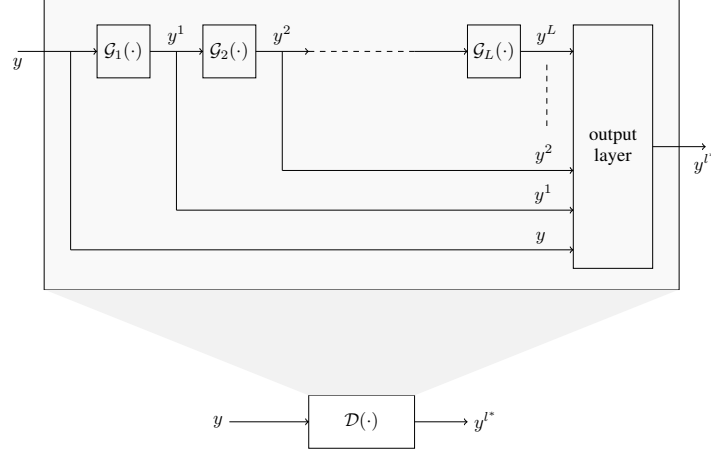 y
𝒢₁(·)
y¹
𝒢₂(·)
y²
𝒢_L(·)
y^L
output
layer
y^{l*}
y²
y¹
y
y
𝒟(·)
y^{l*}